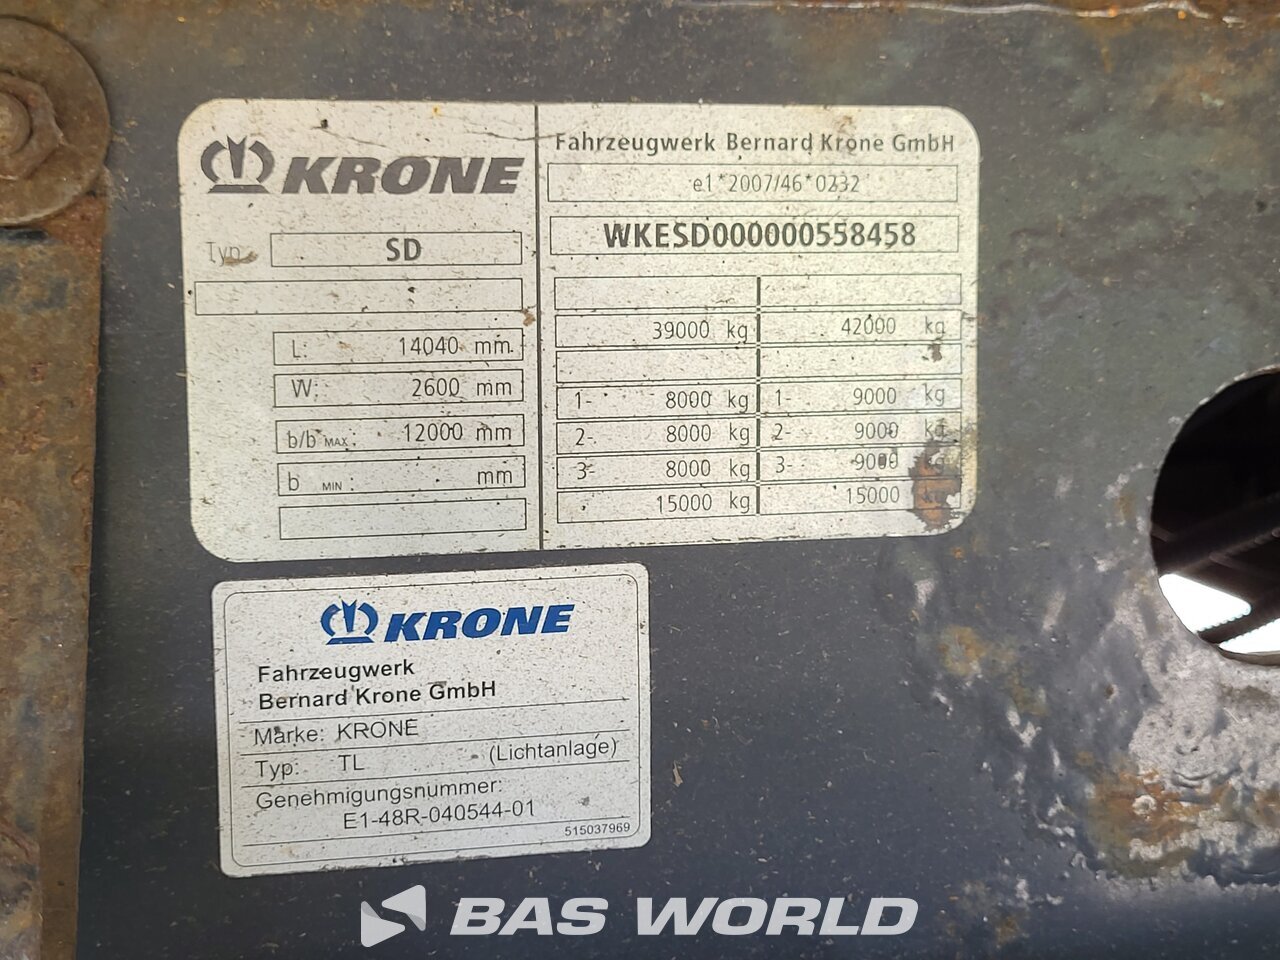 KRONE
Typ SD
L: 14040 mm
W: 2600 mm
b/b MAX: 12000 mm
b MIN: mm
Fahrzeugwerk Bernard Krone GmbH
e1*2007/46*0232
WKESD000000558458
39000 kg 42000 kg
1- 8000 kg 1- 9000 kg
2- 8000 kg 2- 9000 kg
3- 8000 kg 3- 9000 kg
15000 kg 15000 kg
KRONE
Fahrzeugwerk
Bernard Krone GmbH
Marke: KRONE
Typ: TL (Lichtanlage)
Genehmigungsnummer:
E1-48R-040544-01
515037969
BAS WORLD